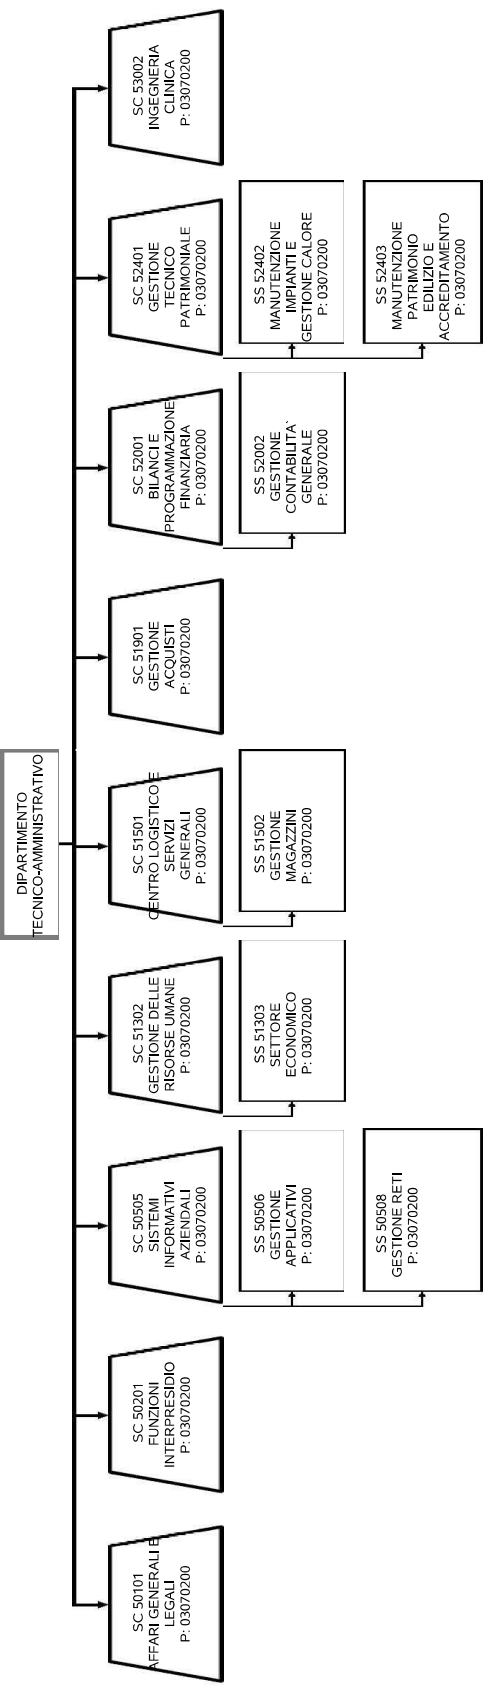 DIPARTIMENTO
TECNICO-AMMINISTRATIVO
SC 50101
AFFARI GENERALI E
LEGALI
P: 03070200
SC 50201
FUNZIONI
INTERPRESIDIO
P: 03070200
SC 50505
SISTEMI
INFORMATIVI
AZIENDALI
P: 03070200
SS 50506
GESTIONE
APPLICATIVI
P: 03070200
SS 50508
GESTIONE RETI
P: 03070200
SC 51302
GESTIONE DELLE
RISORSE UMANE
P: 03070200
SS 51303
SETTORE
ECONOMICO
P: 03070200
SC 51501
CENTRO LOGISTICO E
SERVIZI
GENERALI
P: 03070200
SS 51502
GESTIONE
MAGAZZINI
P: 03070200
SC 51901
GESTIONE
ACQUISTI
P: 03070200
SC 52001
BILANCI E
PROGRAMMAZIONE
FINANZIARIA
P: 03070200
SS 52002
GESTIONE
CONTABILITA`
GENERALE
P: 03070200
SC 52401
GESTIONE
TECNICO
PATRIMONIALE
P: 03070200
SS 52402
MANUTENZIONE
IMPIANTI E
GESTIONE CALORE
P: 03070200
SS 52403
MANUTENZIONE
PATRIMONIO
EDILIZIO E
ACCREDITAMENTO
P: 03070200
SC 53002
INGEGNERIA
CLINICA
P: 03070200